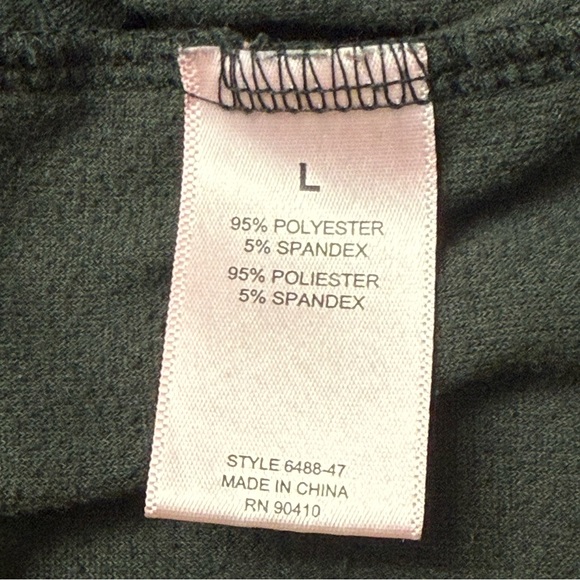 L
95% POLYESTER
5% SPANDEX
95% POLIESTER
5% SPANDEX
STYLE 6488-47
MADE IN CHINA
RN 90410